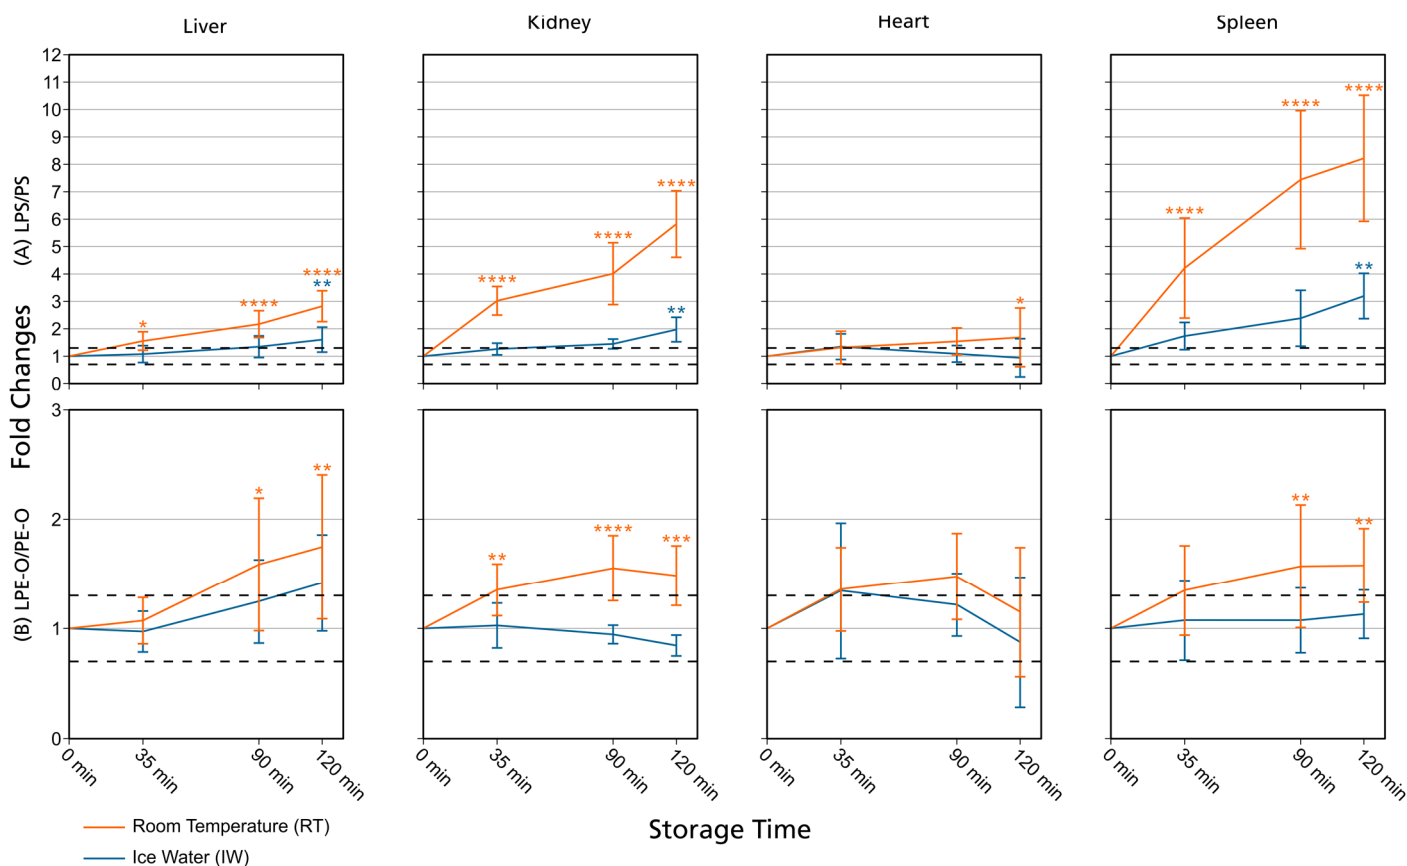 Liver Kidney Heart Spleen
(A) LPS/PS
12
11
10
9
8
7
6
5
4
3
2
1
0
* **** **** **
**** **** **** **
*
**** **** **** **
Fold Changes
(B) LPE-O/PE-O
3
2
1
0
* **
** **** ***
** **
0 min 35 min 90 min 120 min
0 min 35 min 90 min 120 min
0 min 35 min 90 min 120 min
0 min 35 min 90 min 120 min
Storage Time
Room Temperature (RT)
Ice Water (IW)